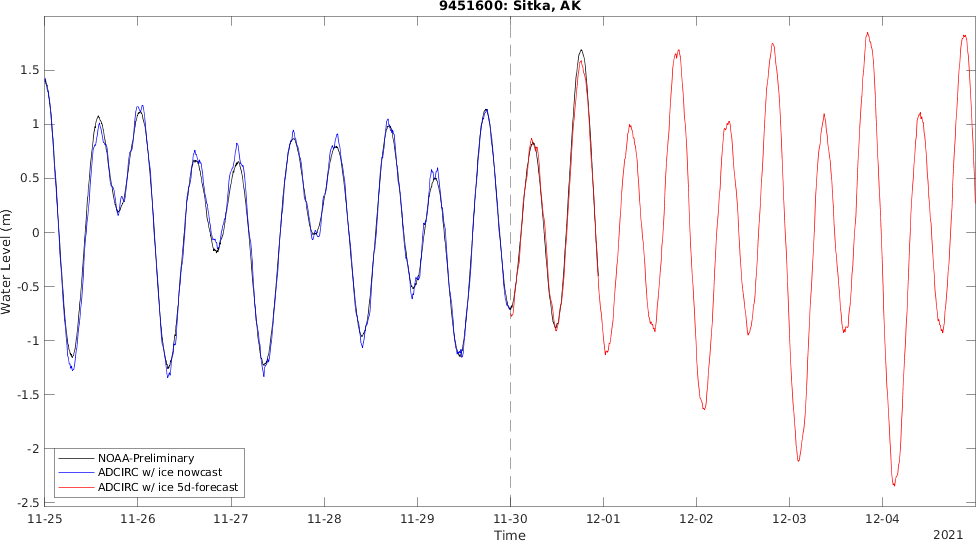 9451600: Sitka, AK
Water Level (m)
1.5
1
0.5
0
-0.5
-1
-1.5
-2
-2.5
NOAA-Preliminary
ADCIRC w/ ice nowcast
ADCIRC w/ ice 5d-forecast
11-25 11-26 11-27 11-28 11-29 11-30 12-01 12-02 12-03 12-04
Time
2021